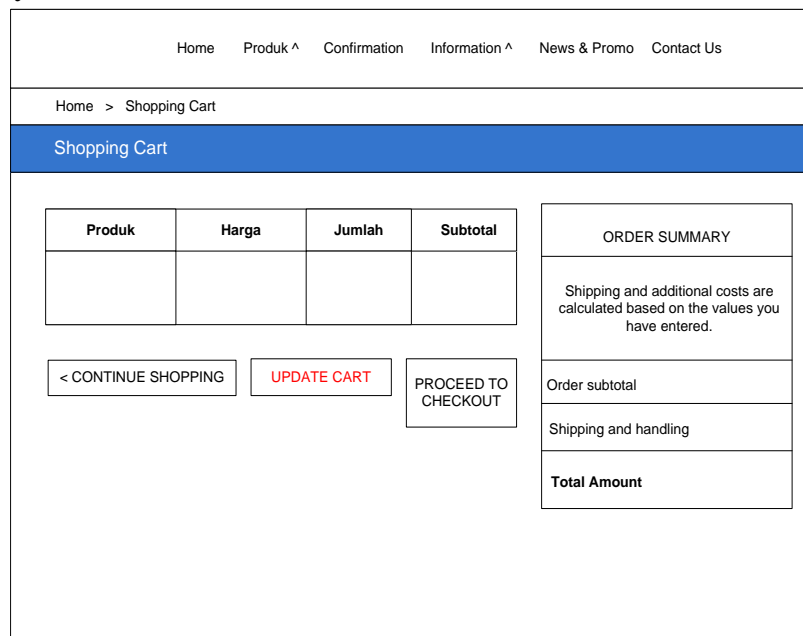 Home Produk ^ Confirmation Information ^ News & Promo Contact Us
Home > Shopping Cart
Shopping Cart
Produk Harga Jumlah Subtotal
< CONTINUE SHOPPING
UPDATE CART
PROCEED TO
CHECKOUT
ORDER SUMMARY
Shipping and additional costs are
calculated based on the values you
have entered.
Order subtotal
Shipping and handling
Total Amount